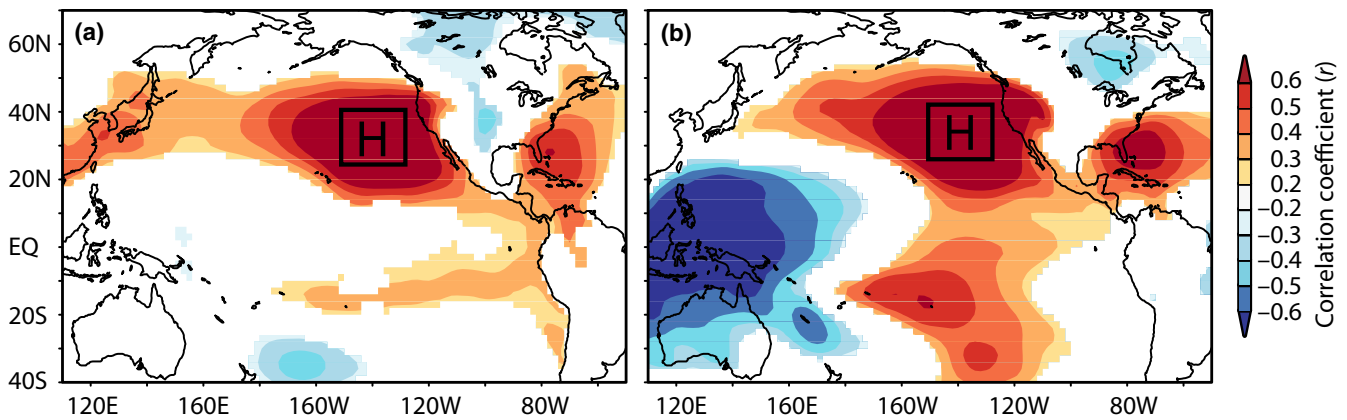 (a)
(b)
60N
40N
20N
EQ
20S
40S
H
H
120E 160E 160W 120W 80W
120E 160E 160W 120W 80W
0.6
0.5
0.4
0.3
0.2
−0.2
−0.3
−0.4
−0.5
−0.6
Correlation coefficient (r)